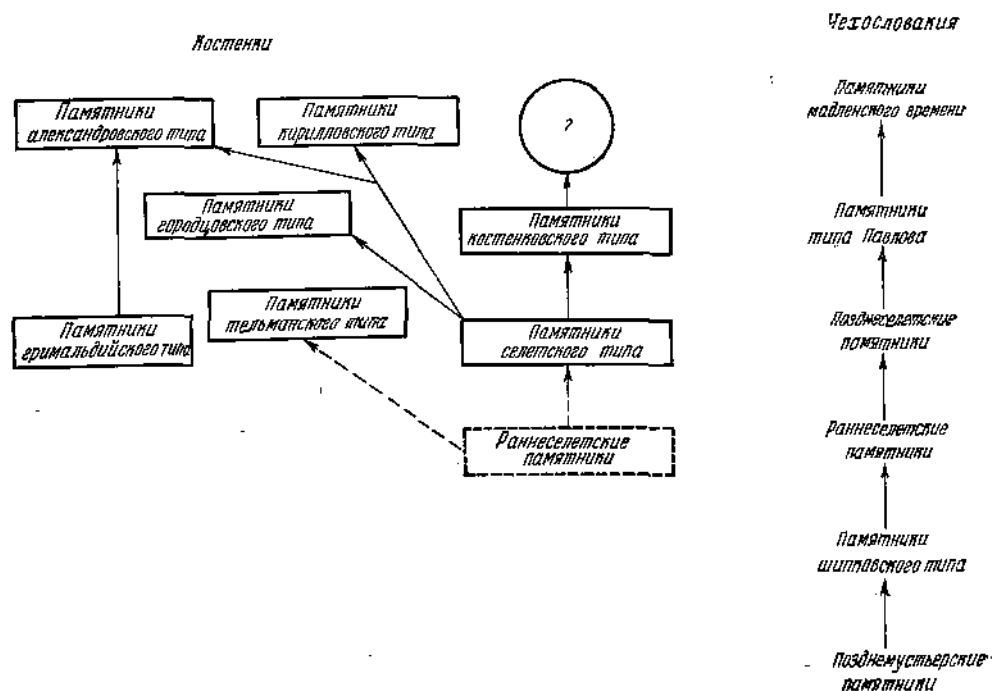 Костенки
Памятники
александровского типа
Памятники
кирилловского типа
?
Памятники
городцовского типа
Памятники
костенковского типа
Памятники
тельманского типа
Памятники
гримальдийского типа
Памятники
селетского типа
Раннеселетские
памятники
Чехословакия
Памятники
мадленского времени
Памятники
типа Павлова
Позднеселетские
памятники
Раннеселетские
памятники
Памятники
шипкавского типа
Позднемустьерские
памятники